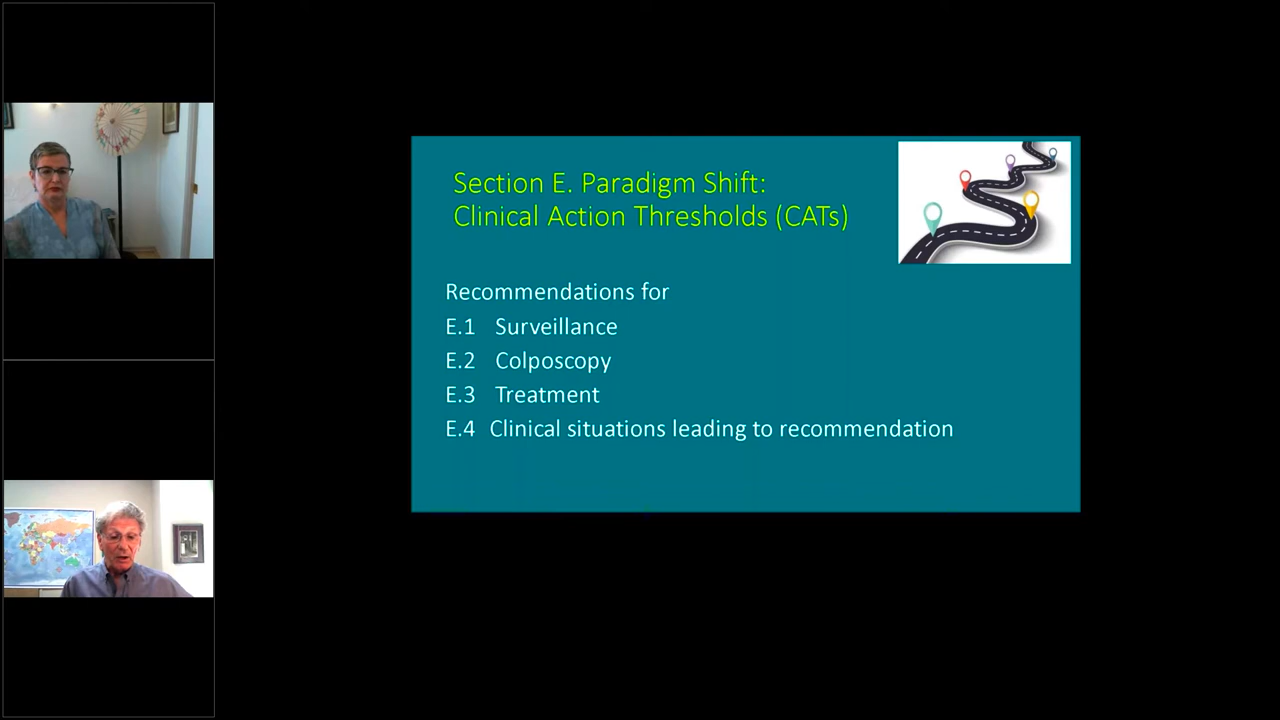 Section E. Paradigm Shift:
Clinical Action Thresholds (CATs)
Recommendations for
E.1 Surveillance
E.2 Colposcopy
E.3 Treatment
E.4 Clinical situations leading to recommendation